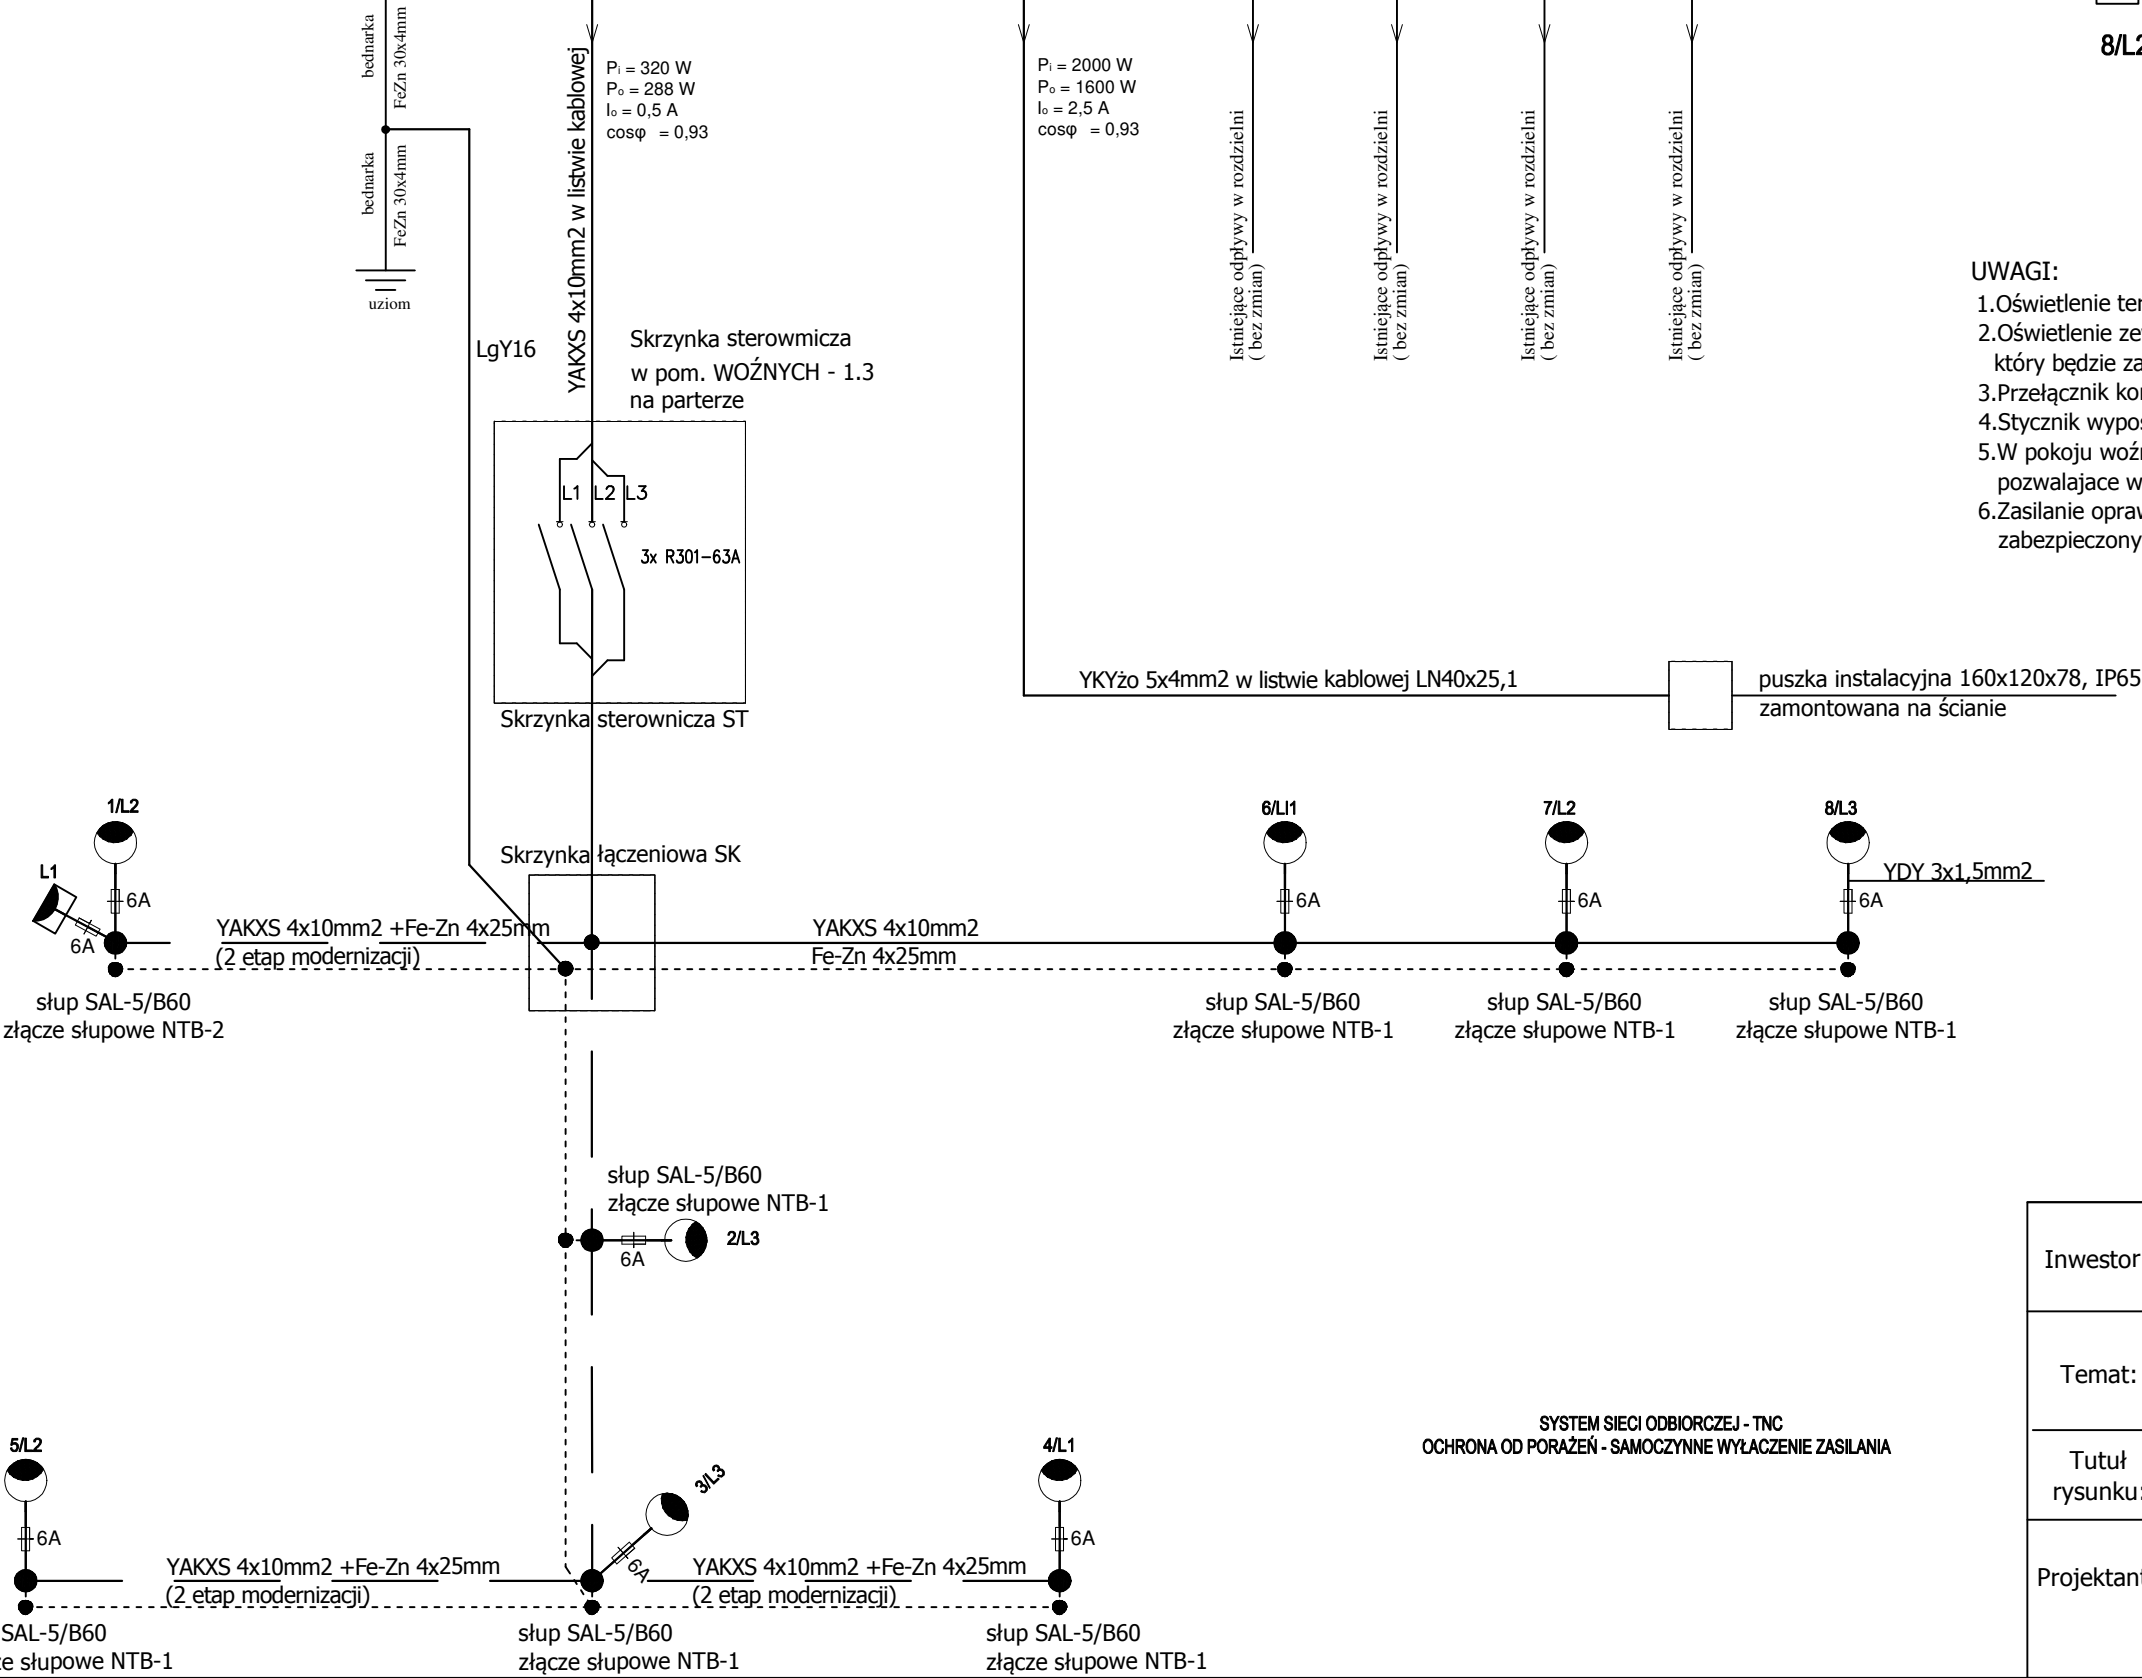 bednarka
FeZn 30x4mm
bednarka
FeZn 30x4mm
uziom
LgY16
YAKXS 4x10mm2 w listwie kablowej
Pi = 320 W
Po = 288 W
Io = 0,5 A
cosφ = 0,93
Pi = 2000 W
Po = 1600 W
Io = 2,5 A
cosφ = 0,93
Istniejące odpływy w rozdzielni
( bez zmian)
Istniejące odpływy w rozdzielni
( bez zmian)
Istniejące odpływy w rozdzielni
( bez zmian)
Istniejące odpływy w rozdzielni
( bez zmian)
8/L2
UWAGI:
1.Oświetlenie
2.Oświetlenie
który będzie
3.Przełącznik
4.Stycznik
5.W pokoju
pozwalajace
6.Zasilanie
zabezpieczony
Skrzynka sterowmicza
w pom. WOŹNYCH - 1.3
na parterze
L1 L2 L3
3x R301-63A
Skrzynka sterownicza ST
YKYżo 5x4mm2 w listwie kablowej LN40x25,1
puszka instalacyjna 160x120x78, IP65
zamontowana na ścianie
1/L2
L1
6A
6A
Skrzynka łączeniowa SK
6/LI1
7/L2
8/L3
6A
6A
6A
YDY 3x1,5mm2
YAKXS 4x10mm2 +Fe-Zn 4x25mm
(2 etap modernizacji)
YAKXS 4x10mm2
Fe-Zn 4x25mm
słup SAL-5/B60
złącze słupowe NTB-2
słup SAL-5/B60
złącze słupowe NTB-1
słup SAL-5/B60
złącze słupowe NTB-1
słup SAL-5/B60
złącze słupowe NTB-1
słup SAL-5/B60
złącze słupowe NTB-1
6A
2/L3
Inwestor
Temat:
Tutuł
rysunku:
Projektant
SYSTEM SIECI ODBIORCZEJ - TNC
OCHRONA OD PORAŻEŃ - SAMOCZYNNE WYŁACZENIE ZASILANIA
5/L2
6A
3/L3
6A
4/L1
6A
YAKXS 4x10mm2 +Fe-Zn 4x25mm
(2 etap modernizacji)
YAKXS 4x10mm2 +Fe-Zn 4x25mm
(2 etap modernizacji)
SAL-5/B60
słupowe NTB-1
słup SAL-5/B60
złącze słupowe NTB-1
słup SAL-5/B60
złącze słupowe NTB-1